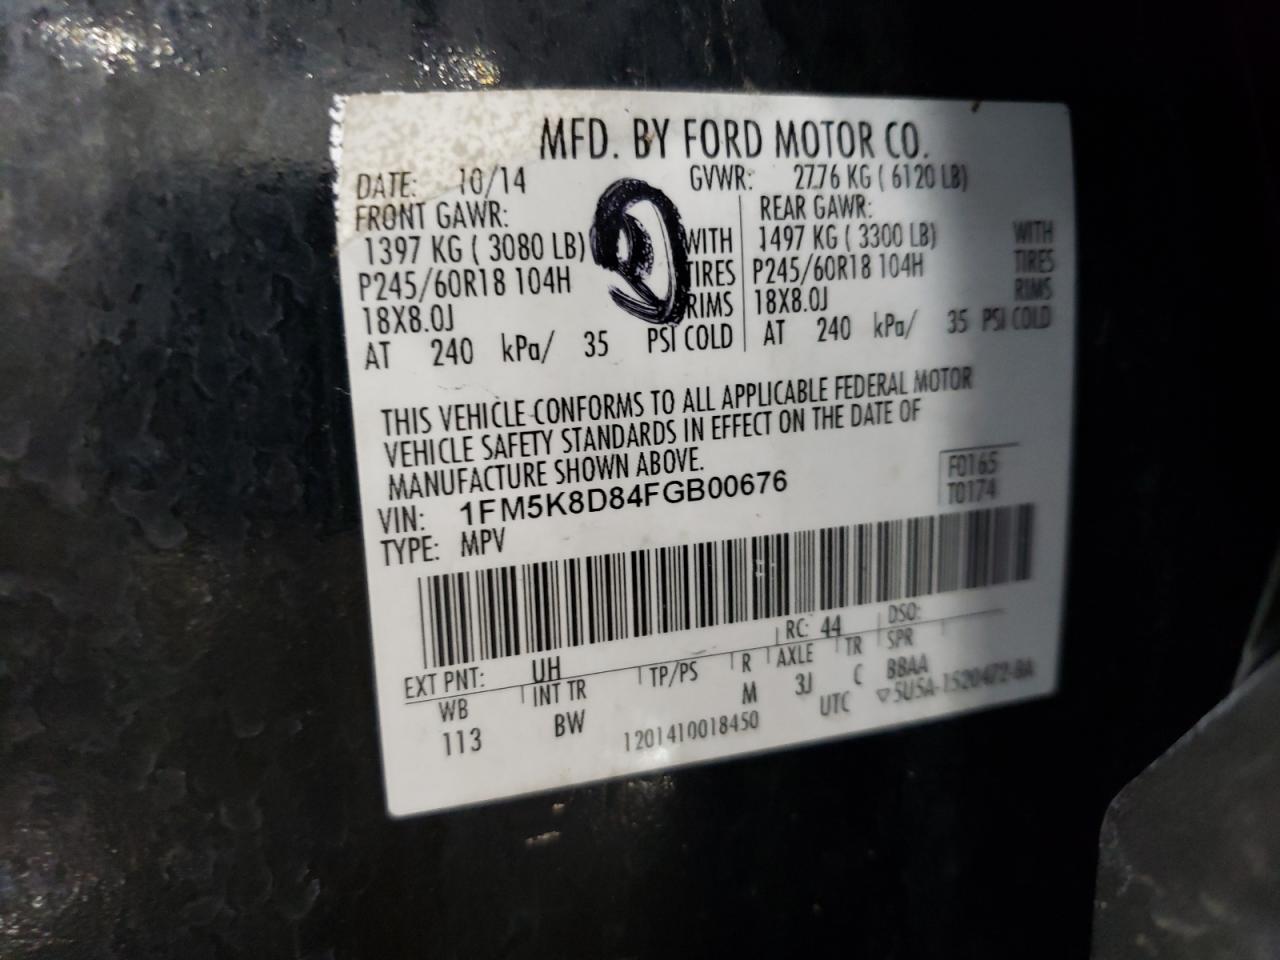 MFD. BY FORD MOTOR CO.
DATE: 10/14 GVWR: 2776 KG ( 6120 LB)
FRONT GAWR: REAR GAWR:
1397 KG ( 3080 LB) WITH 1497 KG ( 3300 LB) WITH
P245/60R18 104H TIRES P245/60R18 104H TIRES
18X8.0J RIMS 18X8.0J RIMS
AT 240 kPa/ 35 PSI COLD AT 240 kPa/ 35 PSI COLD
THIS VEHICLE CONFORMS TO ALL APPLICABLE FEDERAL MOTOR
VEHICLE SAFETY STANDARDS IN EFFECT ON THE DATE OF
MANUFACTURE SHOWN ABOVE.
VIN: 1FM5K8D84FGB00676 F0165
TYPE: MPV T0174
EXT PNT: UH RC: 44 DSO:
WB INT TR TP/PS R AXLE TR SPR
113 BW M 3J C BBAA
1201410018450 UTC ▽5U5A-1520472-BA